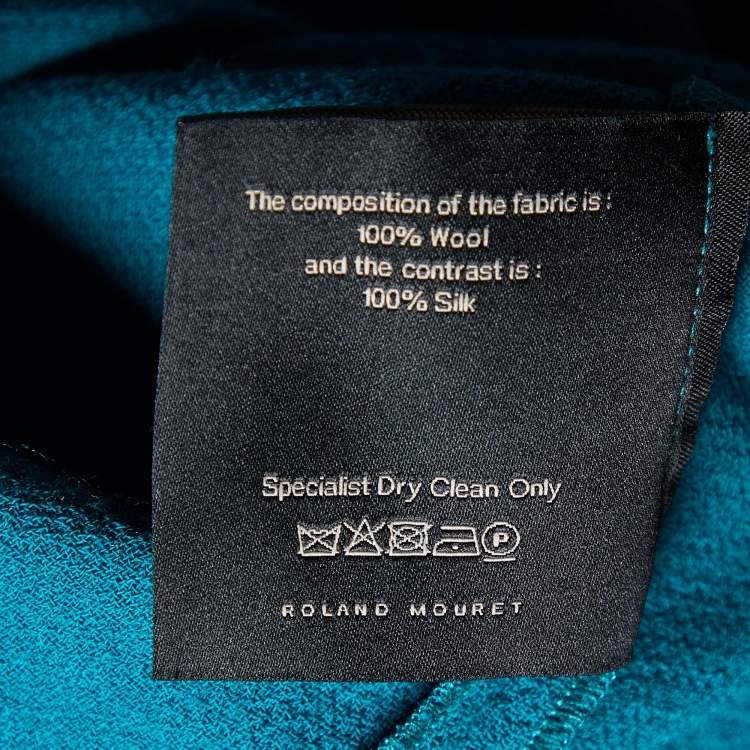 The composition of the fabric is :
100% Wool
and the contrast is :
100% Silk
Specialist Dry Clean Only
P
ROLAND MOURET